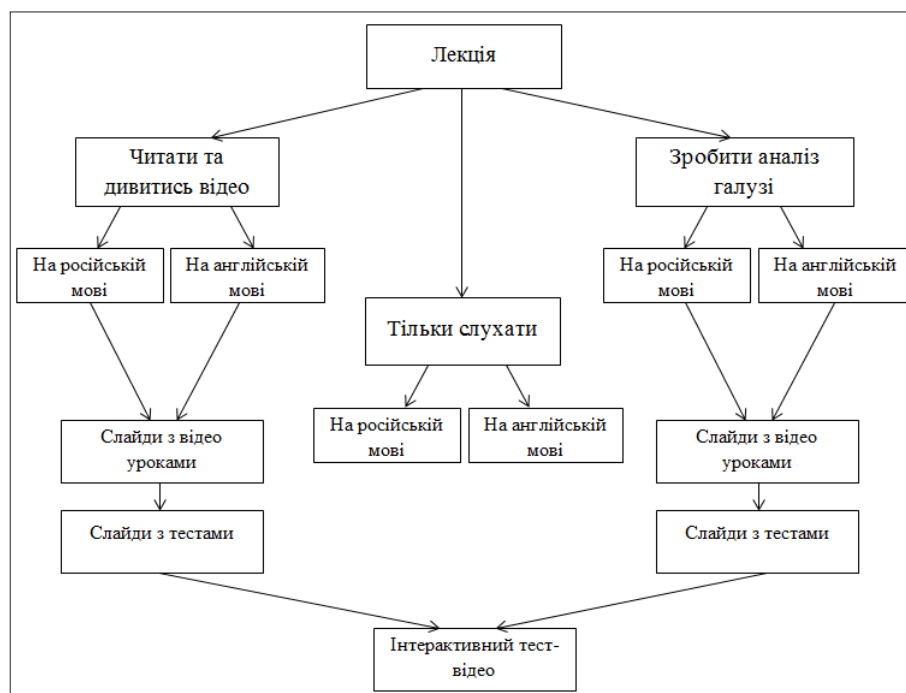 Лекція
Читати та
дивитись відео
Зробити аналіз
галузі
На російській
мові
На англійській
мові
На російській
мові
На англійській
мові
Тільки слухати
На російській
мові
На англійській
мові
Слайди з відео
уроками
Слайди з відео
уроками
Слайди з тестами
Слайди з тестами
Інтерактивний тест-
відео